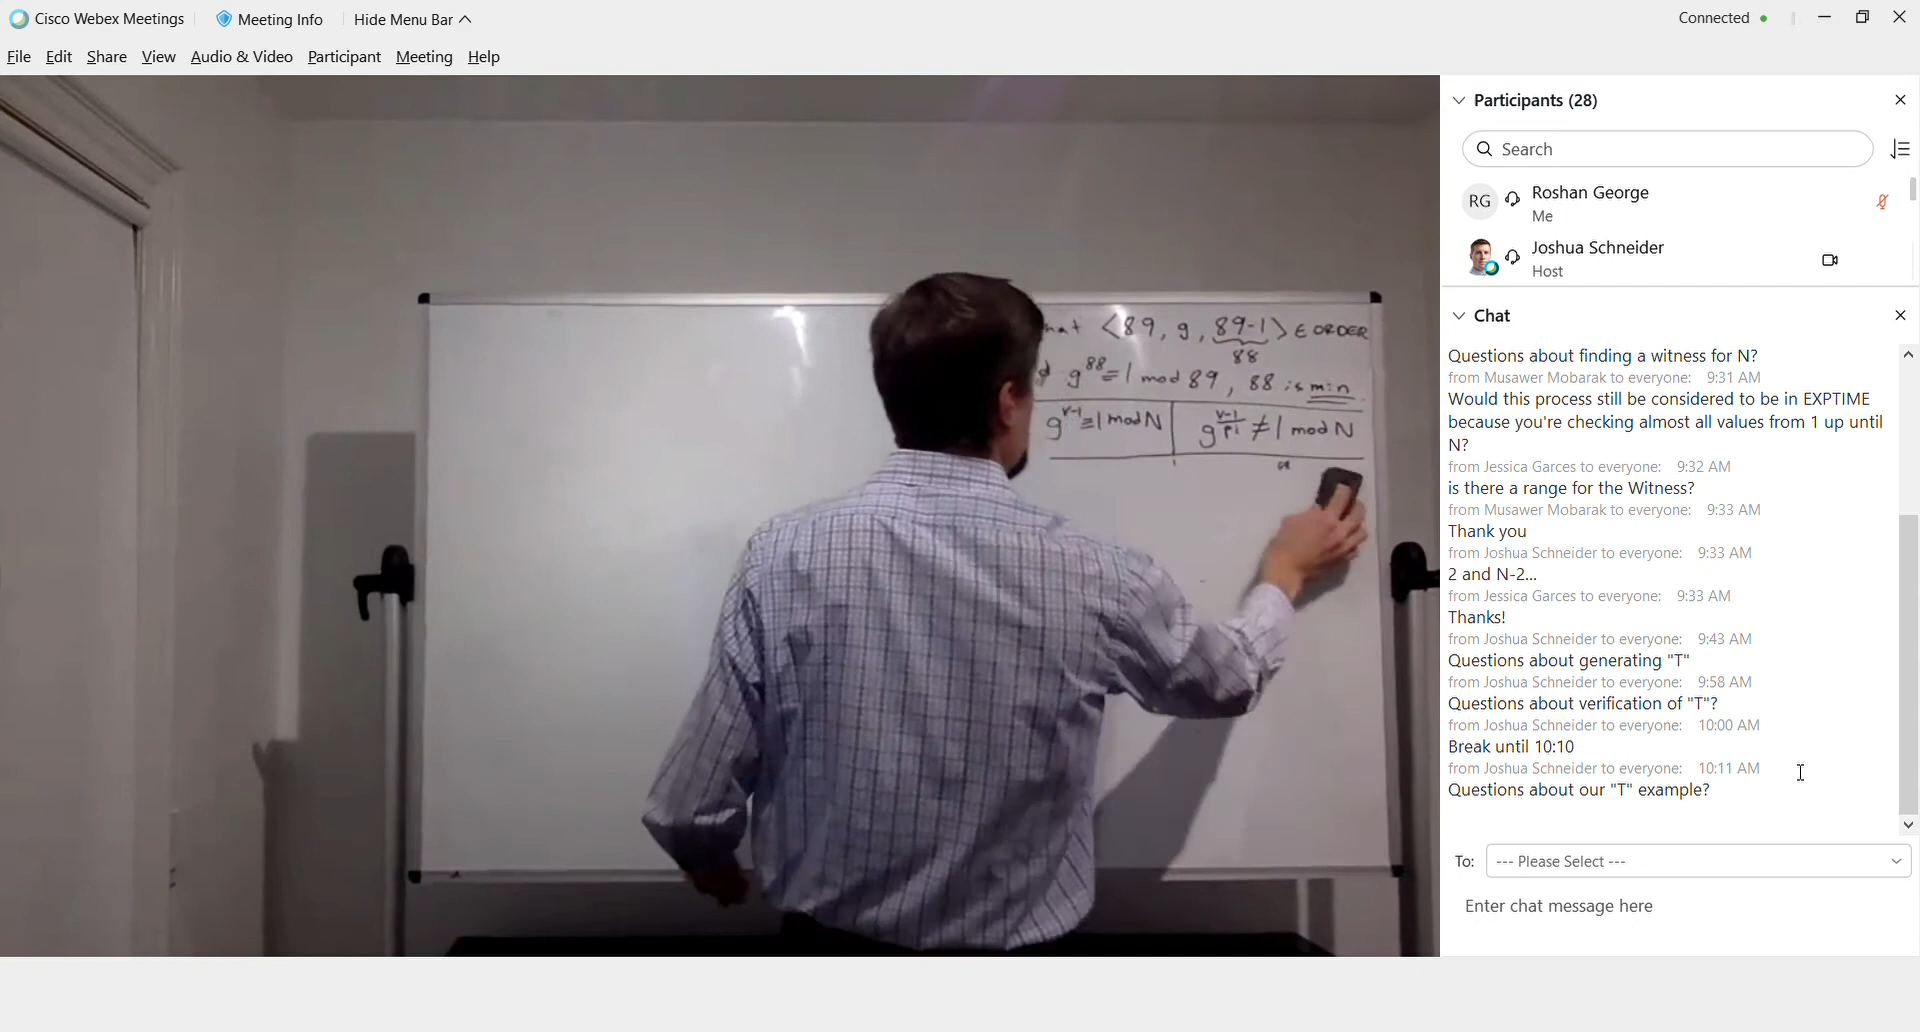 Cisco Webex Meetings
Meeting Info
Hide Menu Bar
Connected
File Edit Share View Audio & Video Participant Meeting Help
⟨89, g, 89-1⟩ ∈ ORDER
88
g^88 ≡ 1 mod 89, 88 is min
g^v-1 ≡ 1 mod N
g^v-1/pi ≢ 1 mod N
Participants (28)
Search
RG
Roshan George
Me
Joshua Schneider
Host
Chat
Questions about finding a witness for N?
from Musawer Mobarak to everyone: 9:31 AM
Would this process still be considered to be in EXPTIME
because you're checking almost all values from 1 up until
N?
from Jessica Garces to everyone: 9:32 AM
is there a range for the Witness?
from Musawer Mobarak to everyone: 9:33 AM
Thank you
from Joshua Schneider to everyone: 9:33 AM
2 and N-2...
from Jessica Garces to everyone: 9:33 AM
Thanks!
from Joshua Schneider to everyone: 9:43 AM
Questions about generating "T"
from Joshua Schneider to everyone: 9:58 AM
Questions about verification of "T"?
from Joshua Schneider to everyone: 10:00 AM
Break until 10:10
from Joshua Schneider to everyone: 10:11 AM
Questions about our "T" example?
To: --- Please Select ---
Enter chat message here